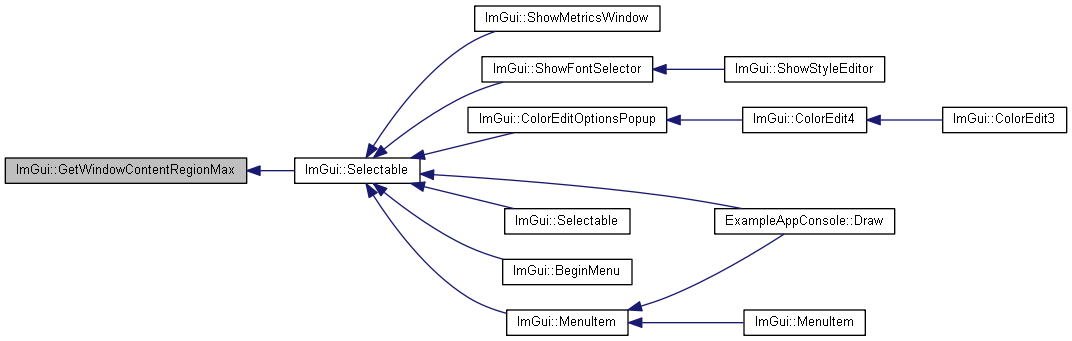 ImGui::ShowMetricsWindow
ImGui::ShowFontSelector
ImGui::ShowStyleEditor
ImGui::ColorEditOptionsPopup
ImGui::ColorEdit4
ImGui::ColorEdit3
ImGui::GetWindowContentRegionMax
ImGui::Selectable
ImGui::Selectable
ExampleAppConsole::Draw
ImGui::BeginMenu
ImGui::MenuItem
ImGui::MenuItem